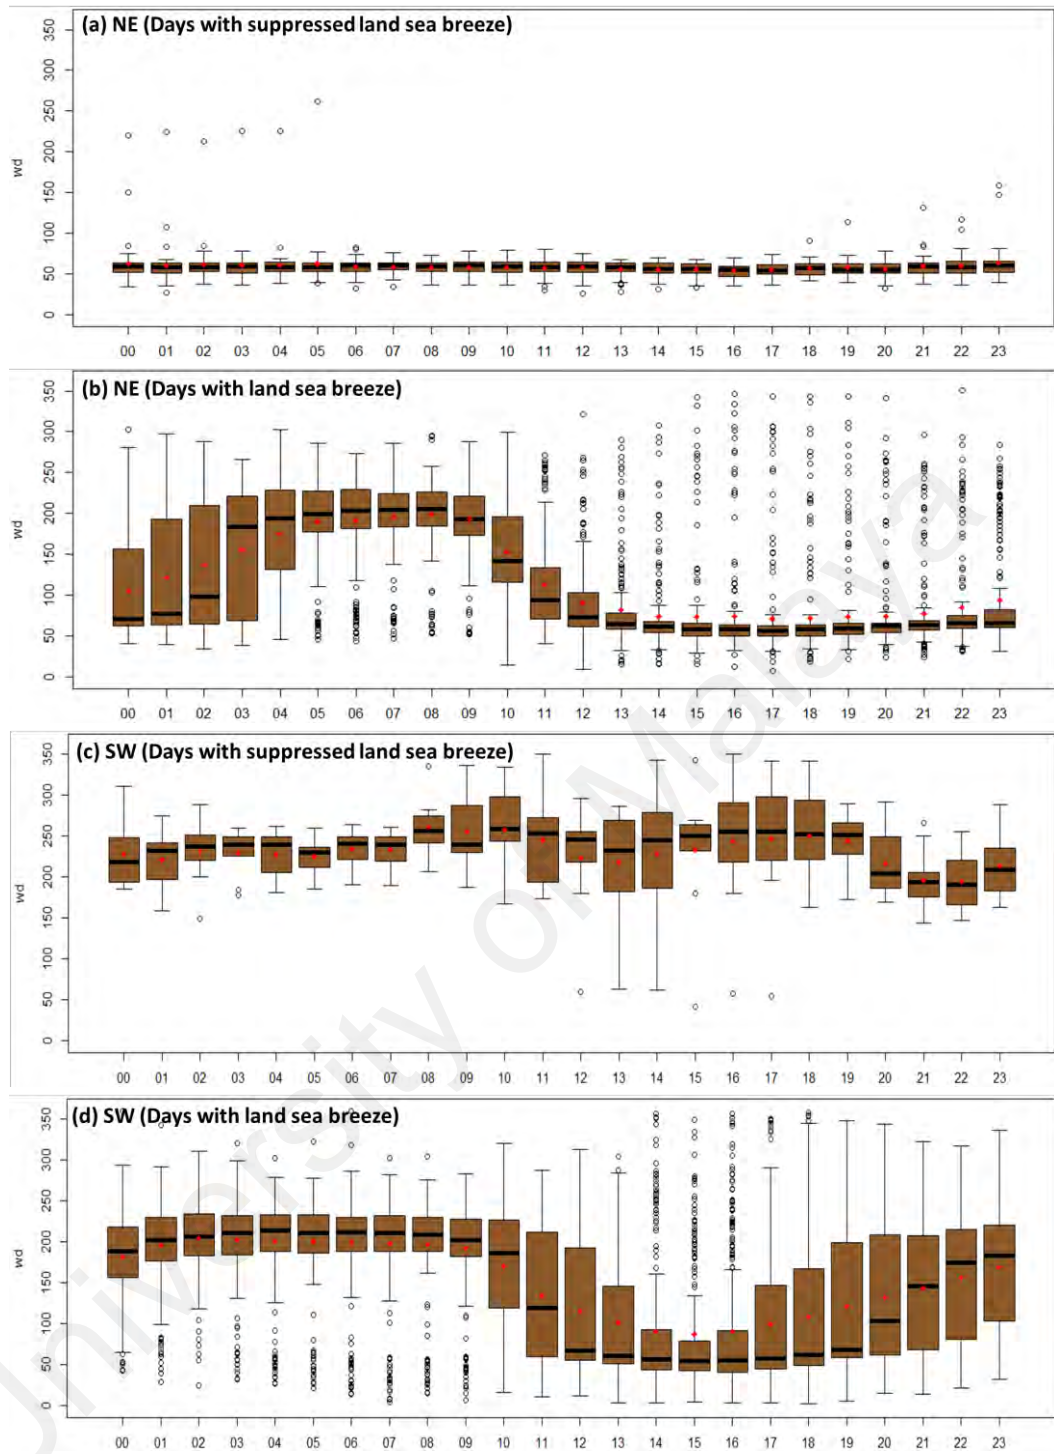 (a) NE (Days with suppressed land sea breeze)
wd
350
300
250
200
150
100
50
0
00 01 02 03 04 05 06 07 08 09 10 11 12 13 14 15 16 17 18 19 20 21 22 23
(b) NE (Days with land sea breeze)
wd
350
300
250
200
150
100
50
0
00 01 02 03 04 05 06 07 08 09 10 11 12 13 14 15 16 17 18 19 20 21 22 23
(c) SW (Days with suppressed land sea breeze)
wd
350
300
250
200
150
100
50
0
00 01 02 03 04 05 06 07 08 09 10 11 12 13 14 15 16 17 18 19 20 21 22 23
(d) SW (Days with land sea breeze)
wd
350
300
250
200
150
100
50
0
00 01 02 03 04 05 06 07 08 09 10 11 12 13 14 15 16 17 18 19 20 21 22 23
University of Malaya